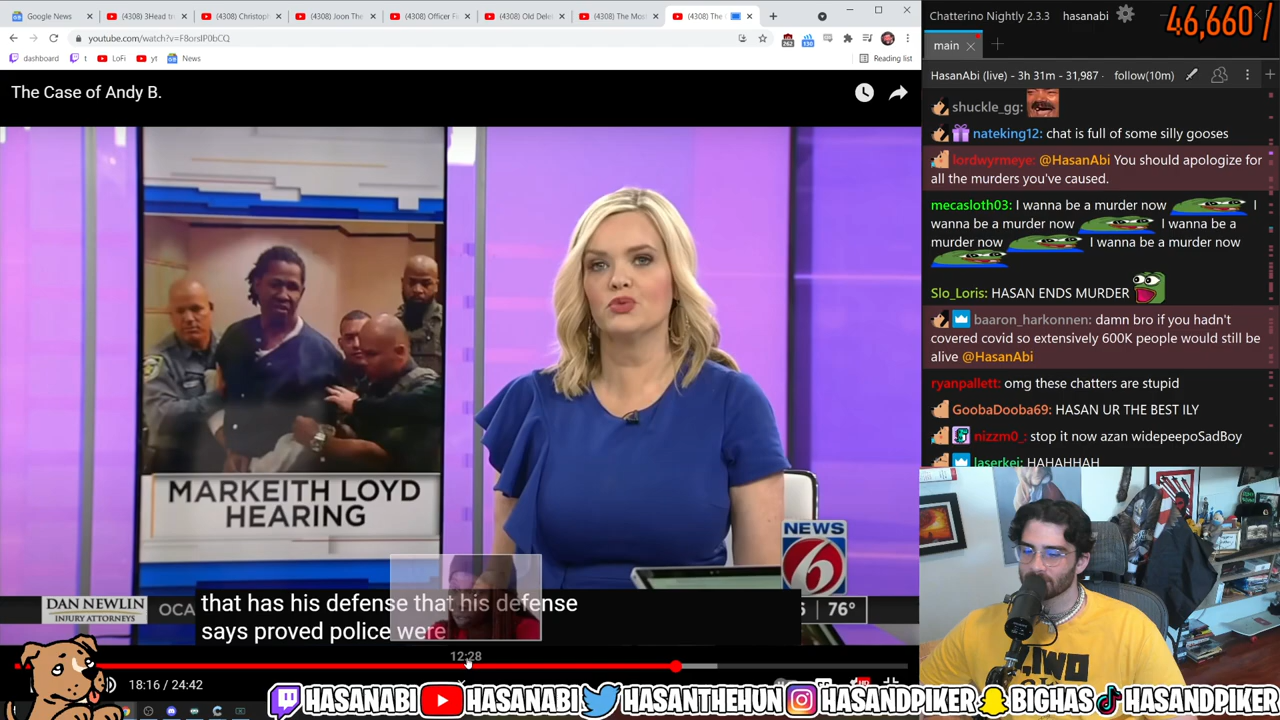 Google News
(4308) 3Head tr
(4308) Christop
(4308) Joon The
(4308) Officer F
(4308) Old Dele
(4308) The Mos
(4308) The
youtube.com/watch?v=F8orsIP0bCQ
262
130
dashboard
t
LoFi
yt
News
Reading list
The Case of Andy B.
MARKEITH LOYD
HEARING
NEWS
6
DAN NEWLIN
INJURY ATTORNEYS
OCA
76°
that has his defense that his defense
says proved police were
12:28
18:16 / 24:42
Chatterino Nightly 2.3.3
hasanabi
46,660 /
main
HasanAbi (live) - 3h 31m - 31,987 -
follow(10m)
shuckle_gg:
nateking12: chat is full of some silly gooses
lordwyrmeye: @HasanAbi You should apologize for
all the murders you've caused.
mecasloth03: I wanna be a murder now I
wanna be a murder now I wanna be a
murder now I wanna be a murder now
Slo_Loris: HASAN ENDS MURDER
baaron_harkonnen: damn bro if you hadn't
covered covid so extensively 600K people would still be
alive @HasanAbi
ryanpallett: omg these chatters are stupid
GoobaDooba69: HASAN UR THE BEST ILY
nizzm0_: stop it now azan widepeepoSadBoy
laserkei: HAHAHHAH
HASANABI
HASANABI
HASANTHEHUN
HASANDPIKER
BIGHAS
HASANDPIKER